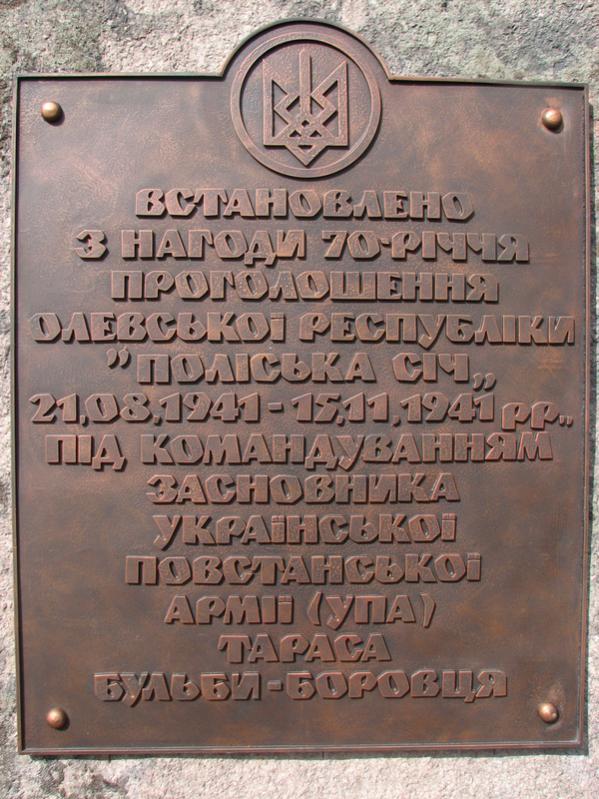 ВСТАНОВЛЕНО
З НАГОДИ 70-РІЧЧЯ
ПРОГОЛОШЕННЯ
ОЛЕВСЬКОЇ РЕСПУБЛІКИ
"ПОЛІСЬКА СІЧ„
21,08,1941 - 15,11,1941 рр.,
ПІД КОМАНДУВАННЯМ
ЗАСНОВНИКА
УКРАЇНСЬКОЇ
ПОВСТАНСЬКОЇ
АРМІЇ (УПА)
ТАРАСА
БУЛЬБИ-БОРОВЦЯ